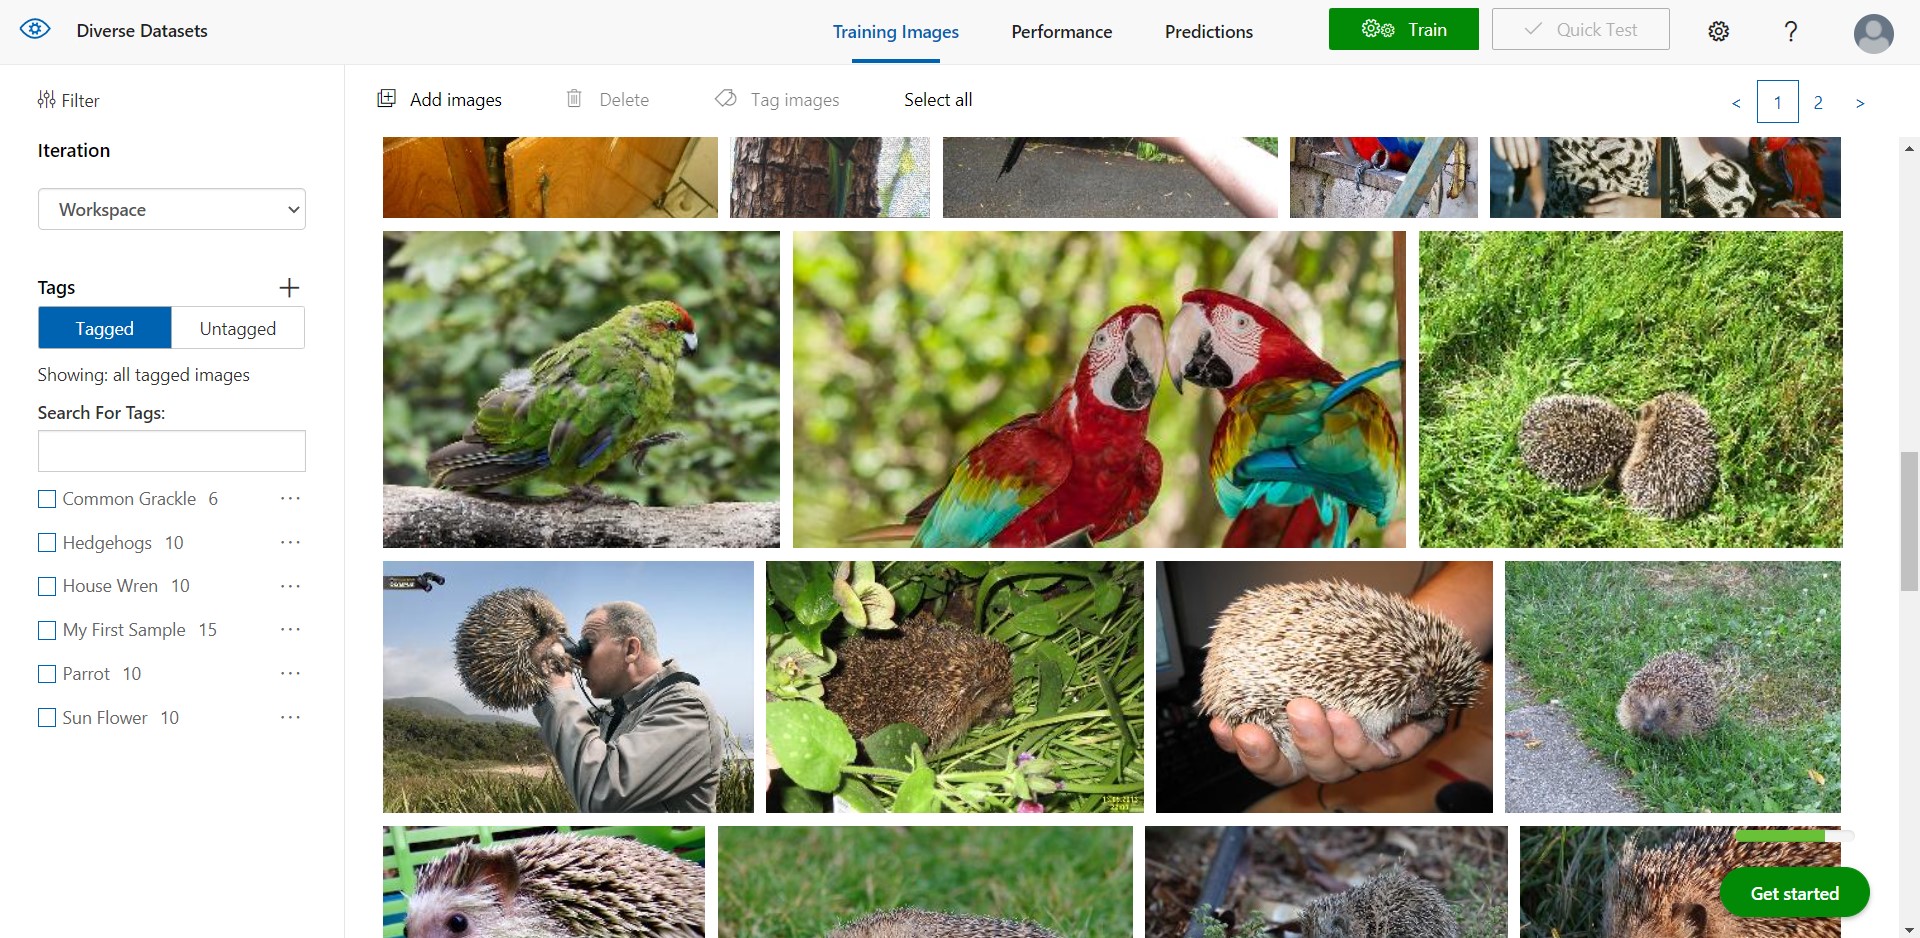 Diverse Datasets
Training Images
Performance
Predictions
Train
Quick Test
?
Filter
Add images
Delete
Tag images
Select all
< 1 2 >
Iteration
Workspace
Tags
+
Tagged
Untagged
Showing: all tagged images
Search For Tags:
Common Grackle 6 ...
Hedgehogs 10 ...
House Wren 10 ...
My First Sample 15 ...
Parrot 10 ...
Sun Flower 10 ...
Get started